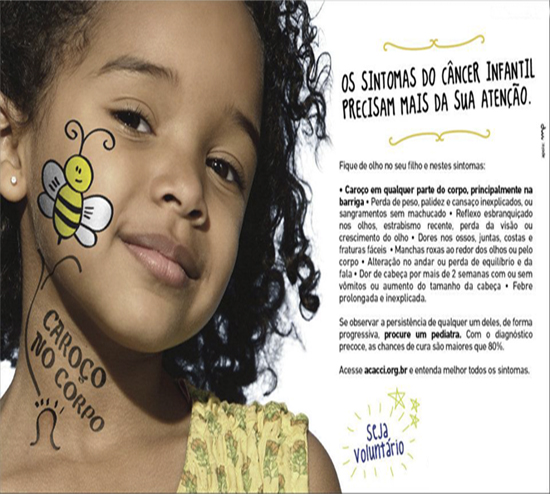 OS SINTOMAS DO CÂNCER INFANTIL
PRECISAM MAIS DA SUA ATENÇÃO.
Fique de olho no seu filho e nestes sintomas:
• Caroço em qualquer parte do corpo, principalmente na
barriga • Perda de peso, palidez e cansaço inexplicados, ou
sangramentos sem machucado • Reflexo esbranquiçado
nos olhos, estrabismo recente, perda da visão ou
crescimento do olho • Dores nos ossos, juntas, costas e
fraturas fáceis • Manchas roxas ao redor dos olhos ou pelo
corpo • Alteração no andar ou perda de equilíbrio e da
fala • Dor de cabeça por mais de 2 semanas com ou sem
vômitos ou aumento do tamanho da cabeça • Febre
prolongada e inexplicada.
Se observar a persistência de qualquer um deles, de forma
progressiva, procure um pediatra. Com o diagnóstico
precoce, as chances de cura são maiores que 80%.
Acesse acacci.org.br e entenda melhor todos os sintomas.
seja
voluntário
CAROÇO
NO CORPO